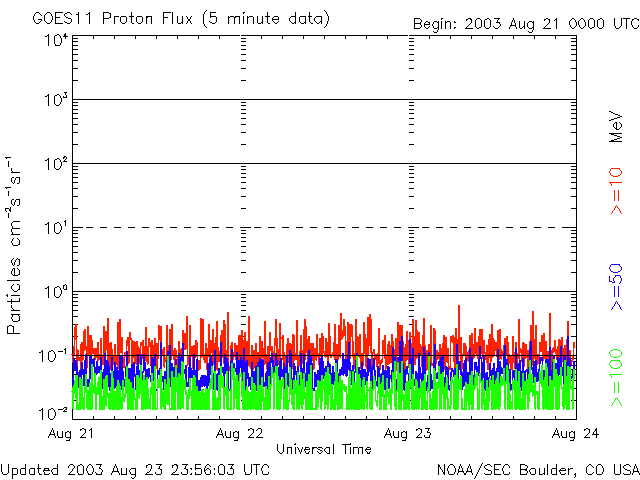 GOES11 Proton Flux (5 minute data)
Begin: 2003 Aug 21 0000 UTC
10⁴
10³
10²
10¹
10⁰
10⁻¹
10⁻²
Particles cm⁻²s⁻¹sr⁻¹
MeV
>=10
>=50
>=100
Aug 21
Aug 22
Aug 23
Aug 24
Universal Time
Updated 2003 Aug 23 23:56:03 UTC
NOAA/SEC Boulder, CO USA